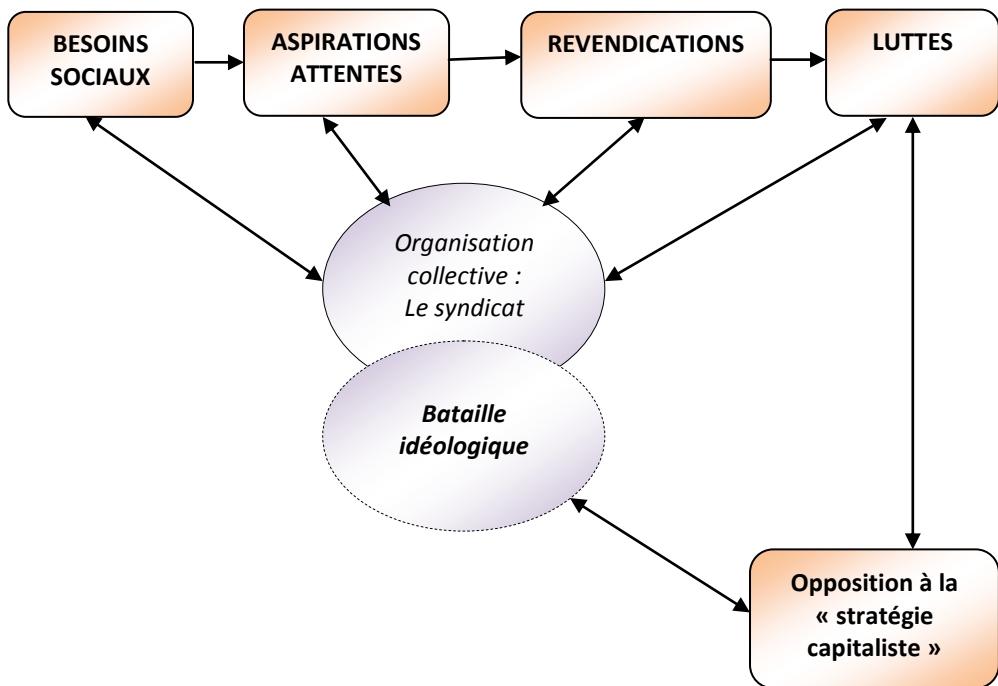 BESOINS
SOCIAUX
ASPIRATIONS
ATTENTES
REVENDICATIONS
LUTTES
Organisation
collective :
Le syndicat
Bataille
idéologique
Opposition à la
« stratégie
capitaliste »